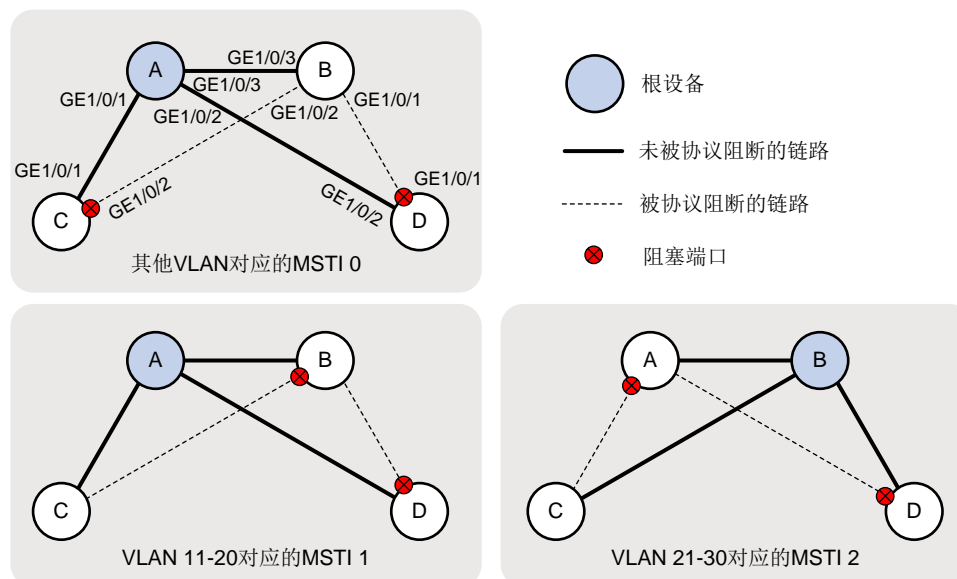 A
B
C
D
GE1/0/3
GE1/0/3
GE1/0/1
GE1/0/2
GE1/0/2
GE1/0/1
GE1/0/1
GE1/0/2
GE1/0/2
GE1/0/1
其他VLAN对应的MSTI 0
根设备
未被协议阻断的链路
被协议阻断的链路
阻塞端口
A
B
C
D
VLAN 11-20对应的MSTI 1
A
B
C
D
VLAN 21-30对应的MSTI 2